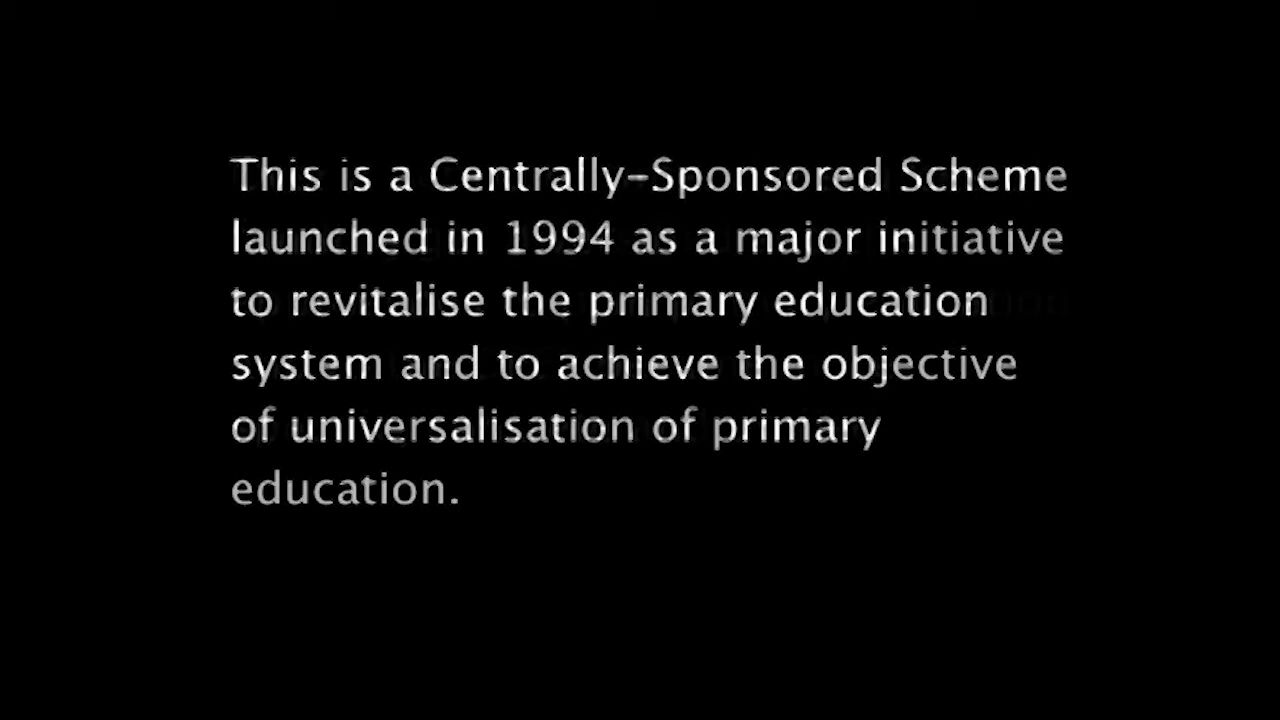 This is a Centrally-Sponsored Scheme
launched in 1994 as a major initiative
to revitalise the primary education
system and to achieve the objective
of universalisation of primary
education.